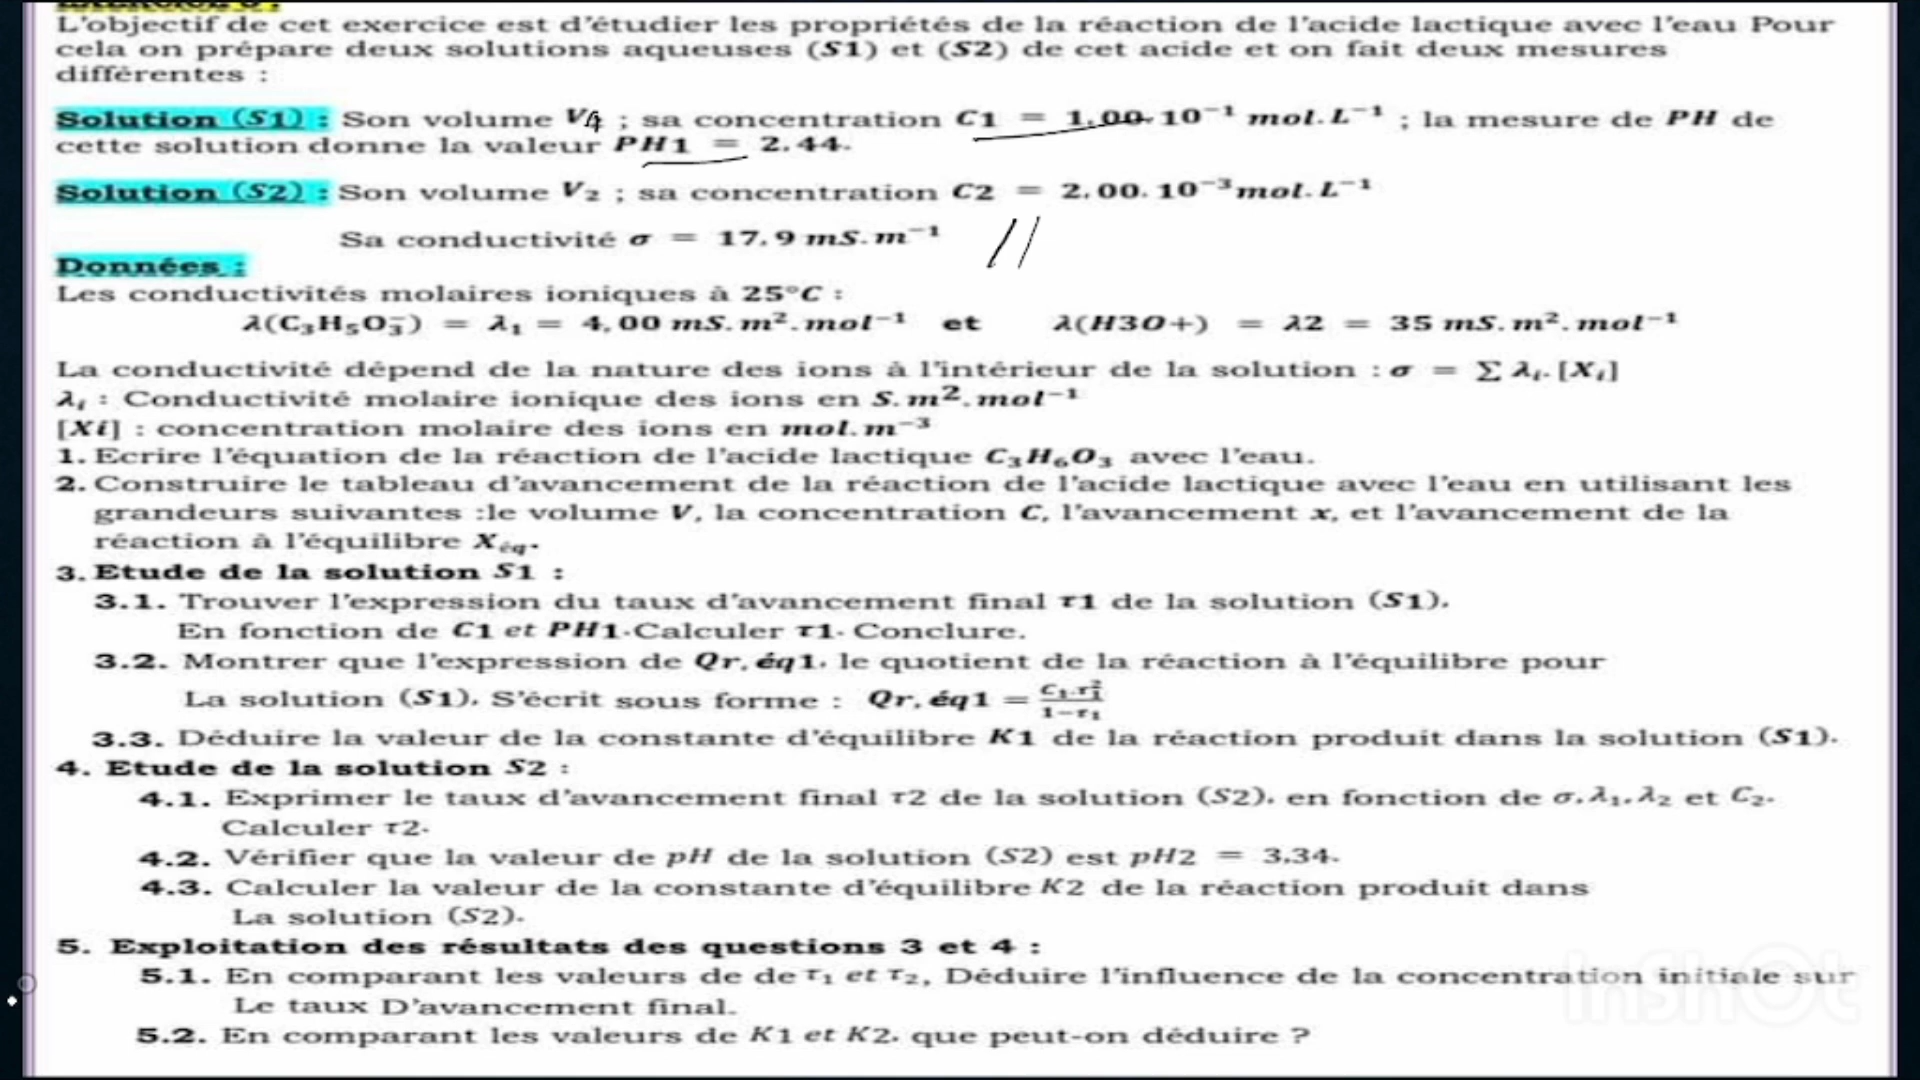 L'objectif de cet exercice est d'étudier les propriétés de la réaction de l'acide lactique avec l'eau Pour
cela on prépare deux solutions aqueuses (S1) et (S2) de cet acide et on fait deux mesures
différentes :
Solution (S1) : Son volume V1 ; sa concentration C1 = 1,00.10⁻¹ mol.L⁻¹ ; la mesure de PH de
cette solution donne la valeur PH1 = 2.44.
Solution (S2) : Son volume V₂ ; sa concentration C2 = 2,00.10⁻³mol.L⁻¹
Sa conductivité σ = 17,9 mS.m⁻¹
Données :
Les conductivités molaires ioniques à 25°C :
λ(C₃H₅O₃⁻) = λ₁ = 4,00 mS.m².mol⁻¹ et λ(H3O+) = λ2 = 35 mS.m².mol⁻¹
La conductivité dépend de la nature des ions à l'intérieur de la solution : σ = ∑ λᵢ.[Xᵢ]
λᵢ : Conductivité molaire ionique des ions en S.m².mol⁻¹
[Xi] : concentration molaire des ions en mol.m⁻³
1. Ecrire l'équation de la réaction de l'acide lactique C₃H₆O₃ avec l'eau.
2. Construire le tableau d'avancement de la réaction de l'acide lactique avec l'eau en utilisant les
grandeurs suivantes :le volume V, la concentration C, l'avancement x, et l'avancement de la
réaction à l'équilibre Xéq.
3. Etude de la solution S1 :
3.1. Trouver l'expression du taux d'avancement final τ1 de la solution (S1).
En fonction de C1 et PH1.Calculer τ1. Conclure.
3.2. Montrer que l'expression de Qr,éq1, le quotient de la réaction à l'équilibre pour
La solution (S1), S'écrit sous forme : Qr,éq1 = C₁.τ₁²/1−τ₁
3.3. Déduire la valeur de la constante d'équilibre K1 de la réaction produit dans la solution (S1).
4. Etude de la solution S2 :
4.1. Exprimer le taux d'avancement final τ2 de la solution (S2), en fonction de σ,λ₁,λ₂ et C₂.
Calculer τ2.
4.2. Vérifier que la valeur de pH de la solution (S2) est pH2 = 3,34.
4.3. Calculer la valeur de la constante d'équilibre K2 de la réaction produit dans
La solution (S2).
5. Exploitation des résultats des questions 3 et 4 :
5.1. En comparant les valeurs de de τ₁ et τ₂, Déduire l'influence de la concentration initiale sur
Le taux D'avancement final.
5.2. En comparant les valeurs de K1 et K2, que peut-on déduire ?
InShOt